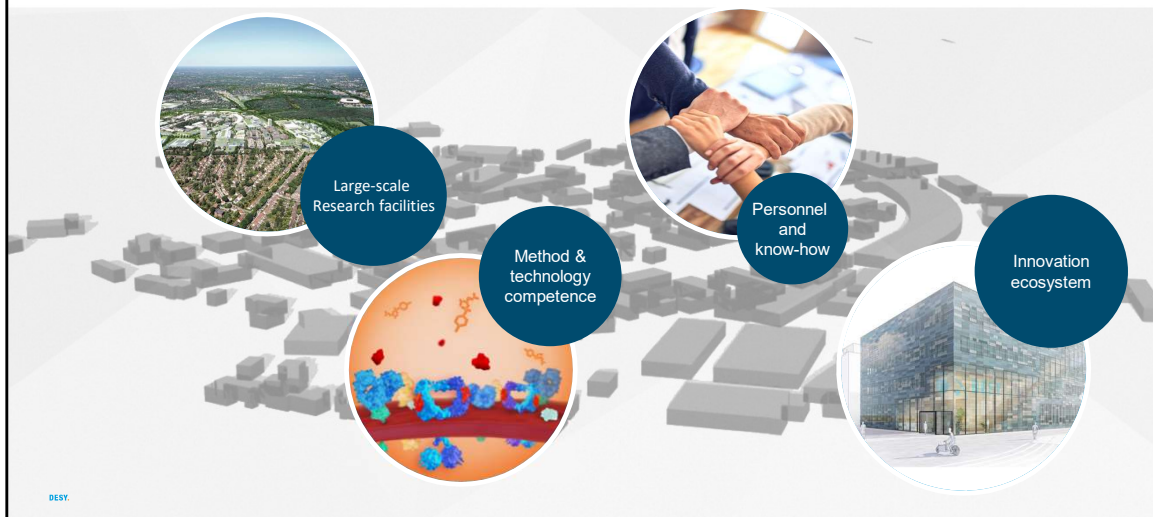 Large-scale
Research facilities
Method &
technology
competence
Personnel
and
know-how
Innovation
ecosystem
DESY.